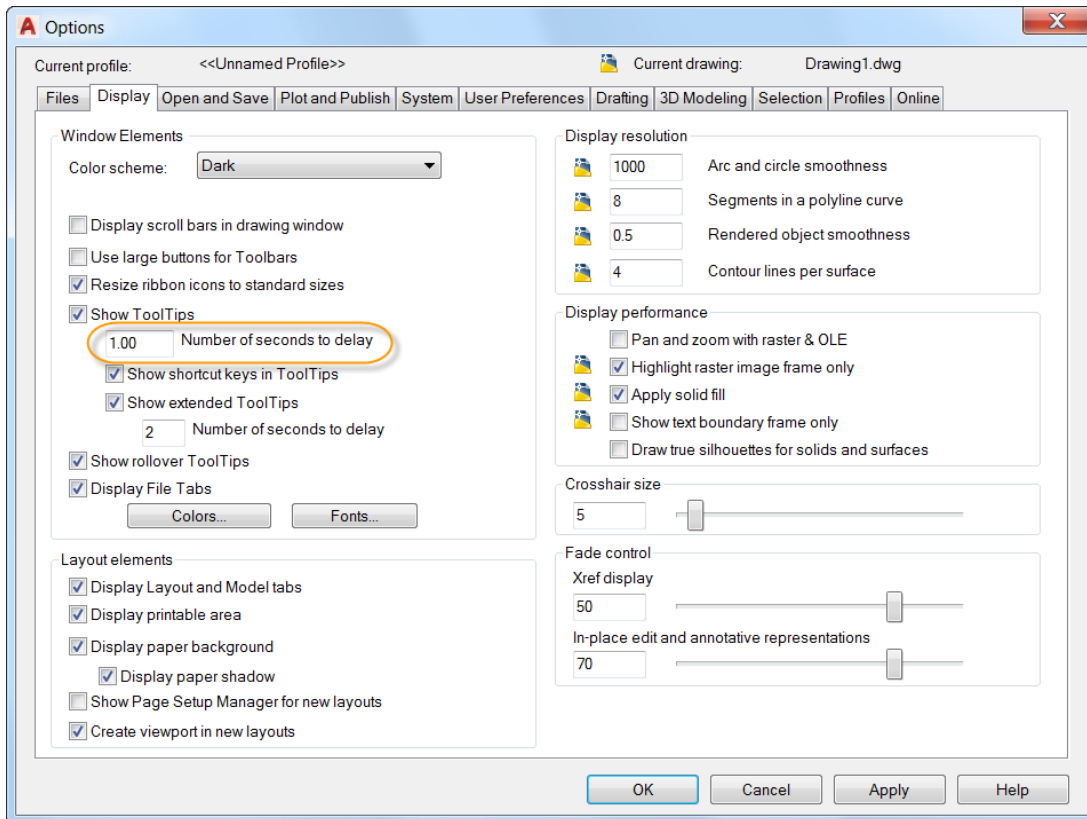 A Options
Current profile: <<Unnamed Profile>> Current drawing: Drawing1.dwg
Files Display Open and Save Plot and Publish System User Preferences Drafting 3D Modeling Selection Profiles Online
Window Elements
Color scheme: Dark
Display scroll bars in drawing window
Use large buttons for Toolbars
Resize ribbon icons to standard sizes
Show ToolTips
1.00 Number of seconds to delay
Show shortcut keys in ToolTips
Show extended ToolTips
2 Number of seconds to delay
Show rollover ToolTips
Display File Tabs
Colors... Fonts...
Layout elements
Display Layout and Model tabs
Display printable area
Display paper background
Display paper shadow
Show Page Setup Manager for new layouts
Create viewport in new layouts
Display resolution
1000 Arc and circle smoothness
8 Segments in a polyline curve
0.5 Rendered object smoothness
4 Contour lines per surface
Display performance
Pan and zoom with raster & OLE
Highlight raster image frame only
Apply solid fill
Show text boundary frame only
Draw true silhouettes for solids and surfaces
Crosshair size
5
Fade control
Xref display
50
In-place edit and annotative representations
70
OK Cancel Apply Help